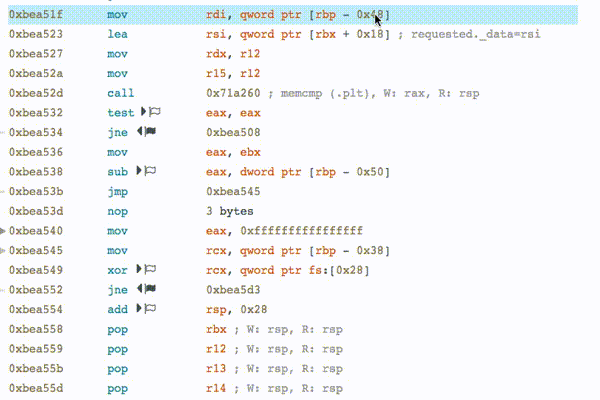 0xbea51f mov rdi, qword ptr [rbp - 0x48]
0xbea523 lea rsi, qword ptr [rbx + 0x18] ; requested._data=rsi
0xbea527 mov rdx, r12
0xbea52a mov r15, r12
0xbea52d call 0x71a260 ; memcmp (.plt), W: rax, R: rsp
0xbea532 test eax, eax
0xbea534 jne 0xbea508
0xbea536 mov eax, ebx
0xbea538 sub eax, dword ptr [rbp - 0x50]
0xbea53b jmp 0xbea545
0xbea53d nop 3 bytes
0xbea540 mov eax, 0xffffffffffffffff
0xbea545 mov rcx, qword ptr [rbp - 0x38]
0xbea549 xor rcx, qword ptr fs:[0x28]
0xbea552 jne 0xbea5d3
0xbea554 add rsp, 0x28
0xbea558 pop rbx ; W: rsp, R: rsp
0xbea559 pop r12 ; W: rsp, R: rsp
0xbea55b pop r13 ; W: rsp, R: rsp
0xbea55d pop r14 ; W: rsp, R: rsp